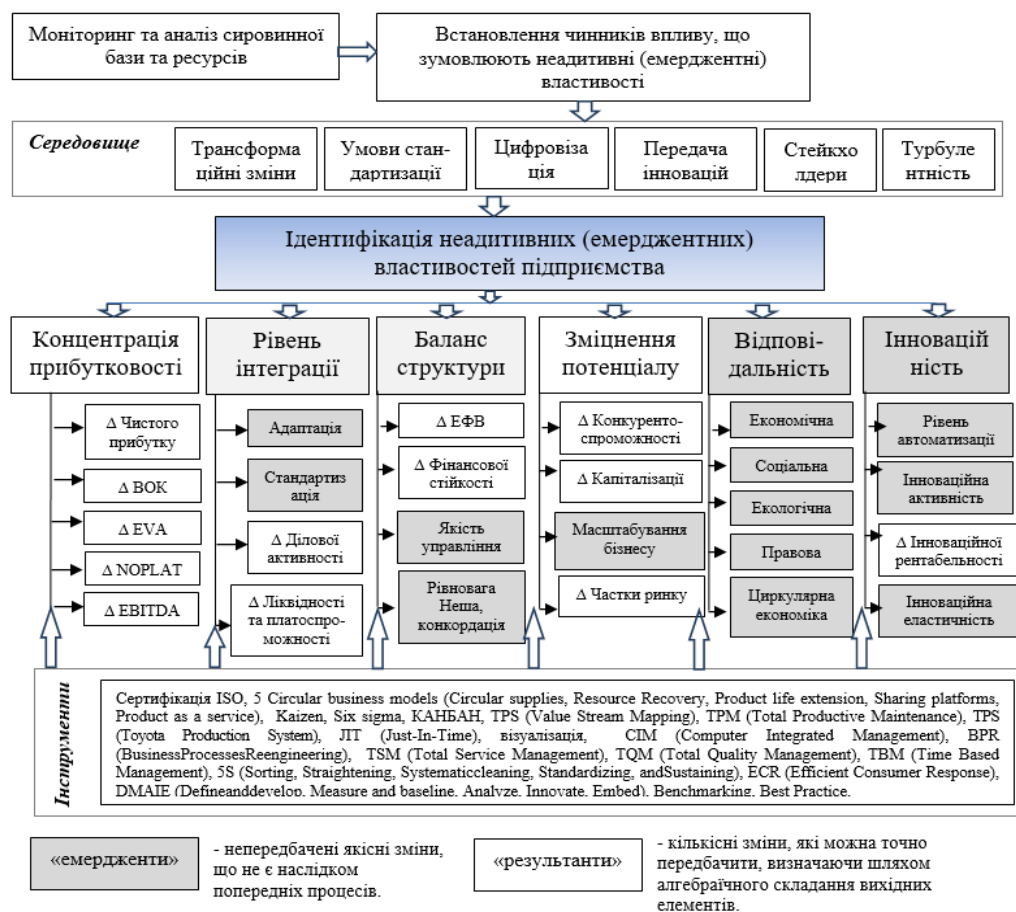 Моніторинг та аналіз сировинної
бази та ресурсів
Встановлення чинників впливу, що
зумовлюють неадитивні (емерджентні)
властивості
Середовище
Трансформа
ційні зміни
Умови стан-
дартизації
Цифровіза
ція
Передача
інновацій
Стейкхо
лдери
Турбуле
нтність
Ідентифікація неадитивних (емерджентних)
властивостей підприємства
Концентрація
прибутковості
Δ Чистого
прибутку
Δ ВОК
Δ EVA
Δ NOPLAT
Δ EBITDA
Рівень
інтеграції
Адаптація
Стандартиз
ація
Δ Ділової
активності
Δ Ліквідності
та платоспро-
можності
Баланс
структури
Δ ЕФВ
Δ Фінансової
стійкості
Якість
управління
Рівновага
Неша,
конкордація
Зміцнення
потенціалу
Δ Конкуренто-
спроможності
Δ Капіталізації
Масштабування
бізнесу
Δ Частки ринку
Відпові-
дальність
Економічна
Соціальна
Екологічна
Правова
Циркулярна
економіка
Інновацій
ність
Рівень
автоматизації
Інноваційна
активність
Δ Інноваційної
рентабельності
Інноваційна
еластичність
Інструменти
Сертифікація ISO, 5 Circular business models (Circular supplies, Resource Recovery, Product life extension, Sharing platforms,
Product as a service), Kaizen, Six sigma, КАНБАН, TPS (Value Stream Mapping), TPM (Total Productive Maintenance), TPS
(Toyota Production System), JIT (Just-In-Time), візуалізація, CIM (Computer Integrated Management), BPR
(BusinessProcessesReengineering), TSM (Total Service Management), TQM (Total Quality Management), TBM (Time Based
Management), 5S (Sorting, Straightening, Systematiccleaning, Standardizing, andSustaining), ECR (Efficient Consumer Response),
DMAIE (Defineanddevelop, Measure and baseline, Analyze, Innovate, Embed), Benchmarking, Best Practice.
«емердженти»
- непередбачені якісні зміни,
що не є наслідком
попередніх процесів.
«результанти»
- кількісні зміни, які можна точно
передбачити, визначаючи шляхом
алгебраїчного складання вихідних
елементів.